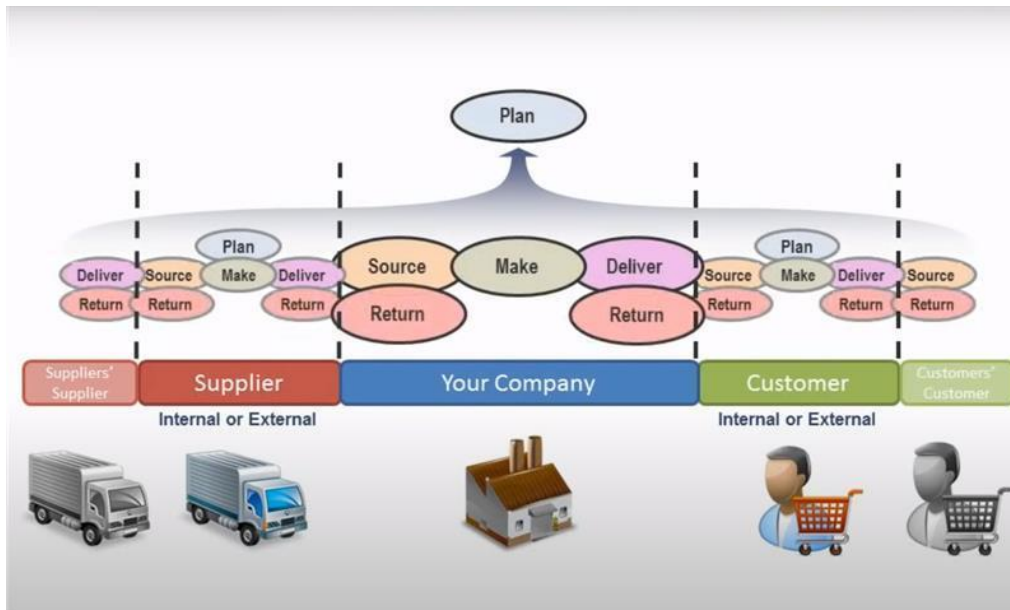 Plan
Plan
Plan
Deliver
Source
Make
Deliver
Source
Make
Deliver
Source
Make
Deliver
Source
Return
Return
Return
Return
Return
Return
Return
Return
Suppliers'
Supplier
Supplier
Your Company
Customer
Customers'
Customer
Internal or External
Internal or External